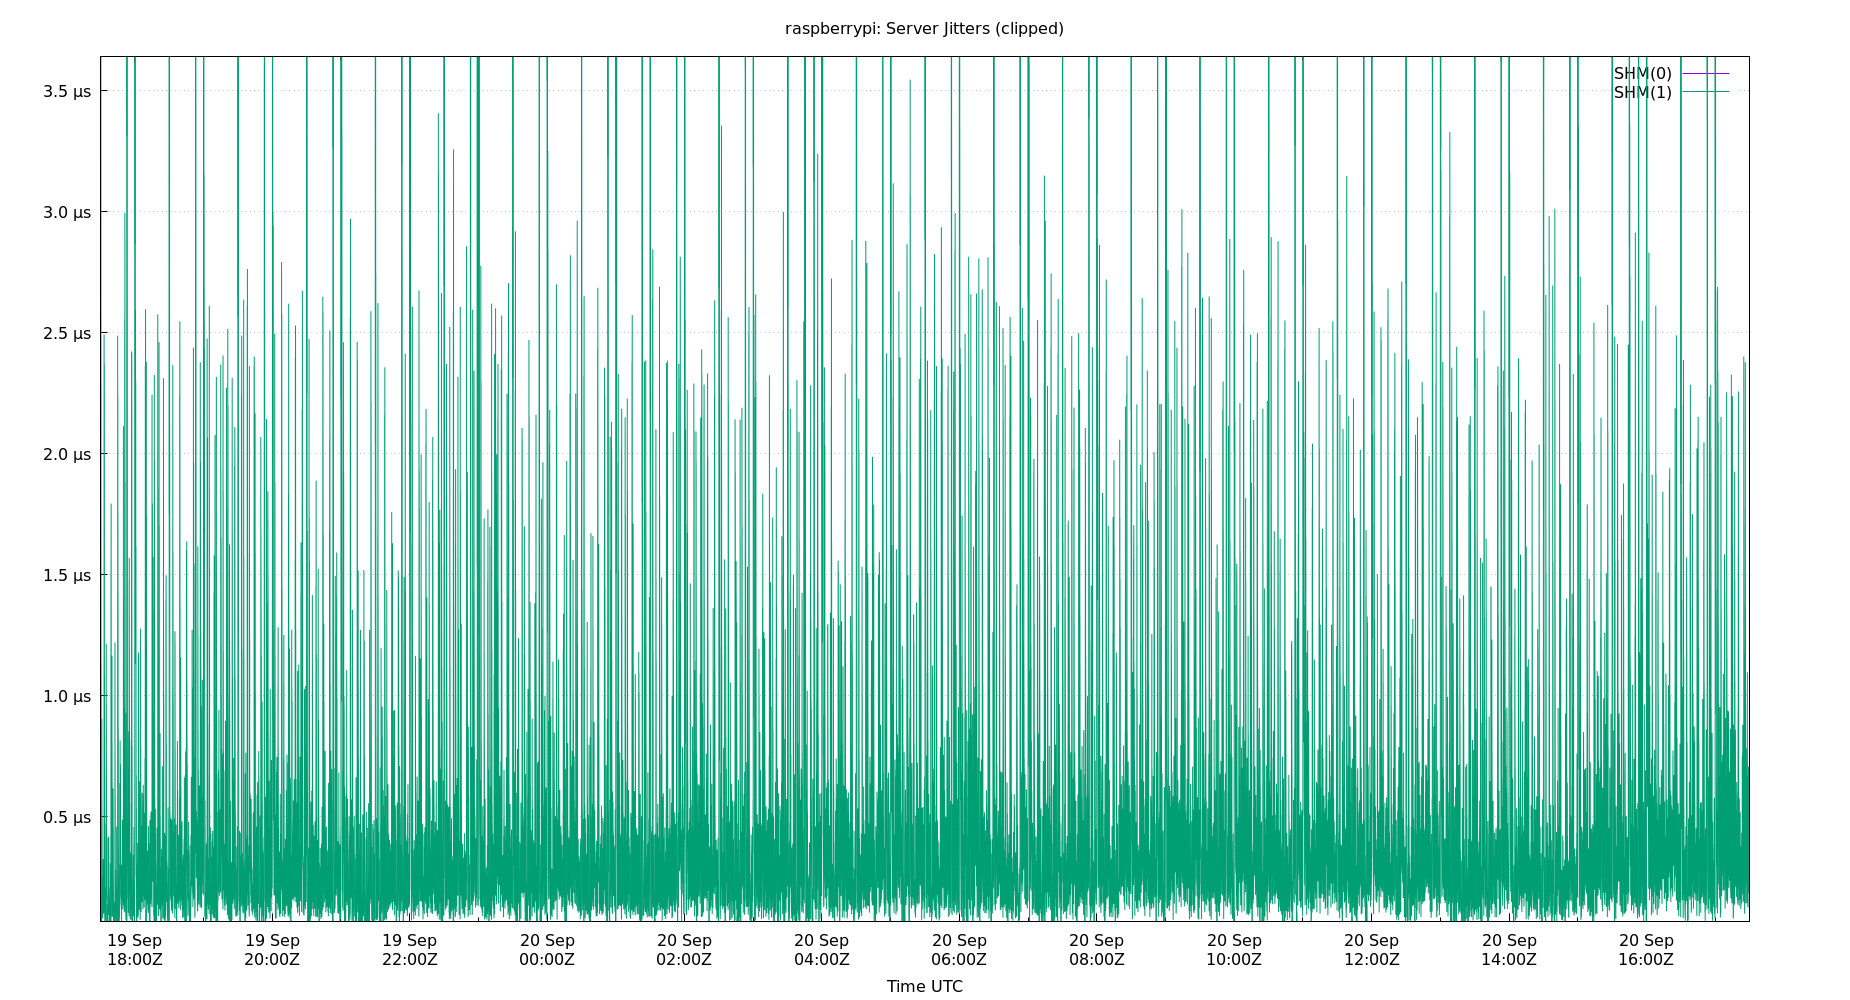 raspberrypi: Server Jitters (clipped)
SHM(0)
SHM(1)
3.5 µs
3.0 µs
2.5 µs
2.0 µs
1.5 µs
1.0 µs
0.5 µs
19 Sep 19 Sep 19 Sep 20 Sep 20 Sep 20 Sep 20 Sep 20 Sep 20 Sep 20 Sep 20 Sep 20 Sep
18:00Z 20:00Z 22:00Z 00:00Z 02:00Z 04:00Z 06:00Z 08:00Z 10:00Z 12:00Z 14:00Z 16:00Z
Time UTC